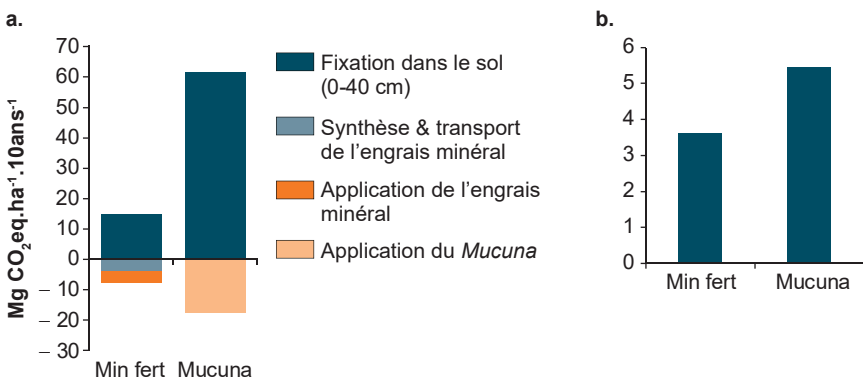 a.
Mg CO₂eq.ha⁻¹.10ans⁻¹
70
60
50
40
30
20
10
0
– 10
– 20
– 30
Min fert Mucuna
Fixation dans le sol
(0-40 cm)
Synthèse & transport
de l'engrais minéral
Application de l'engrais
minéral
Application du Mucuna
b.
6
5
4
3
2
1
0
Min fert Mucuna